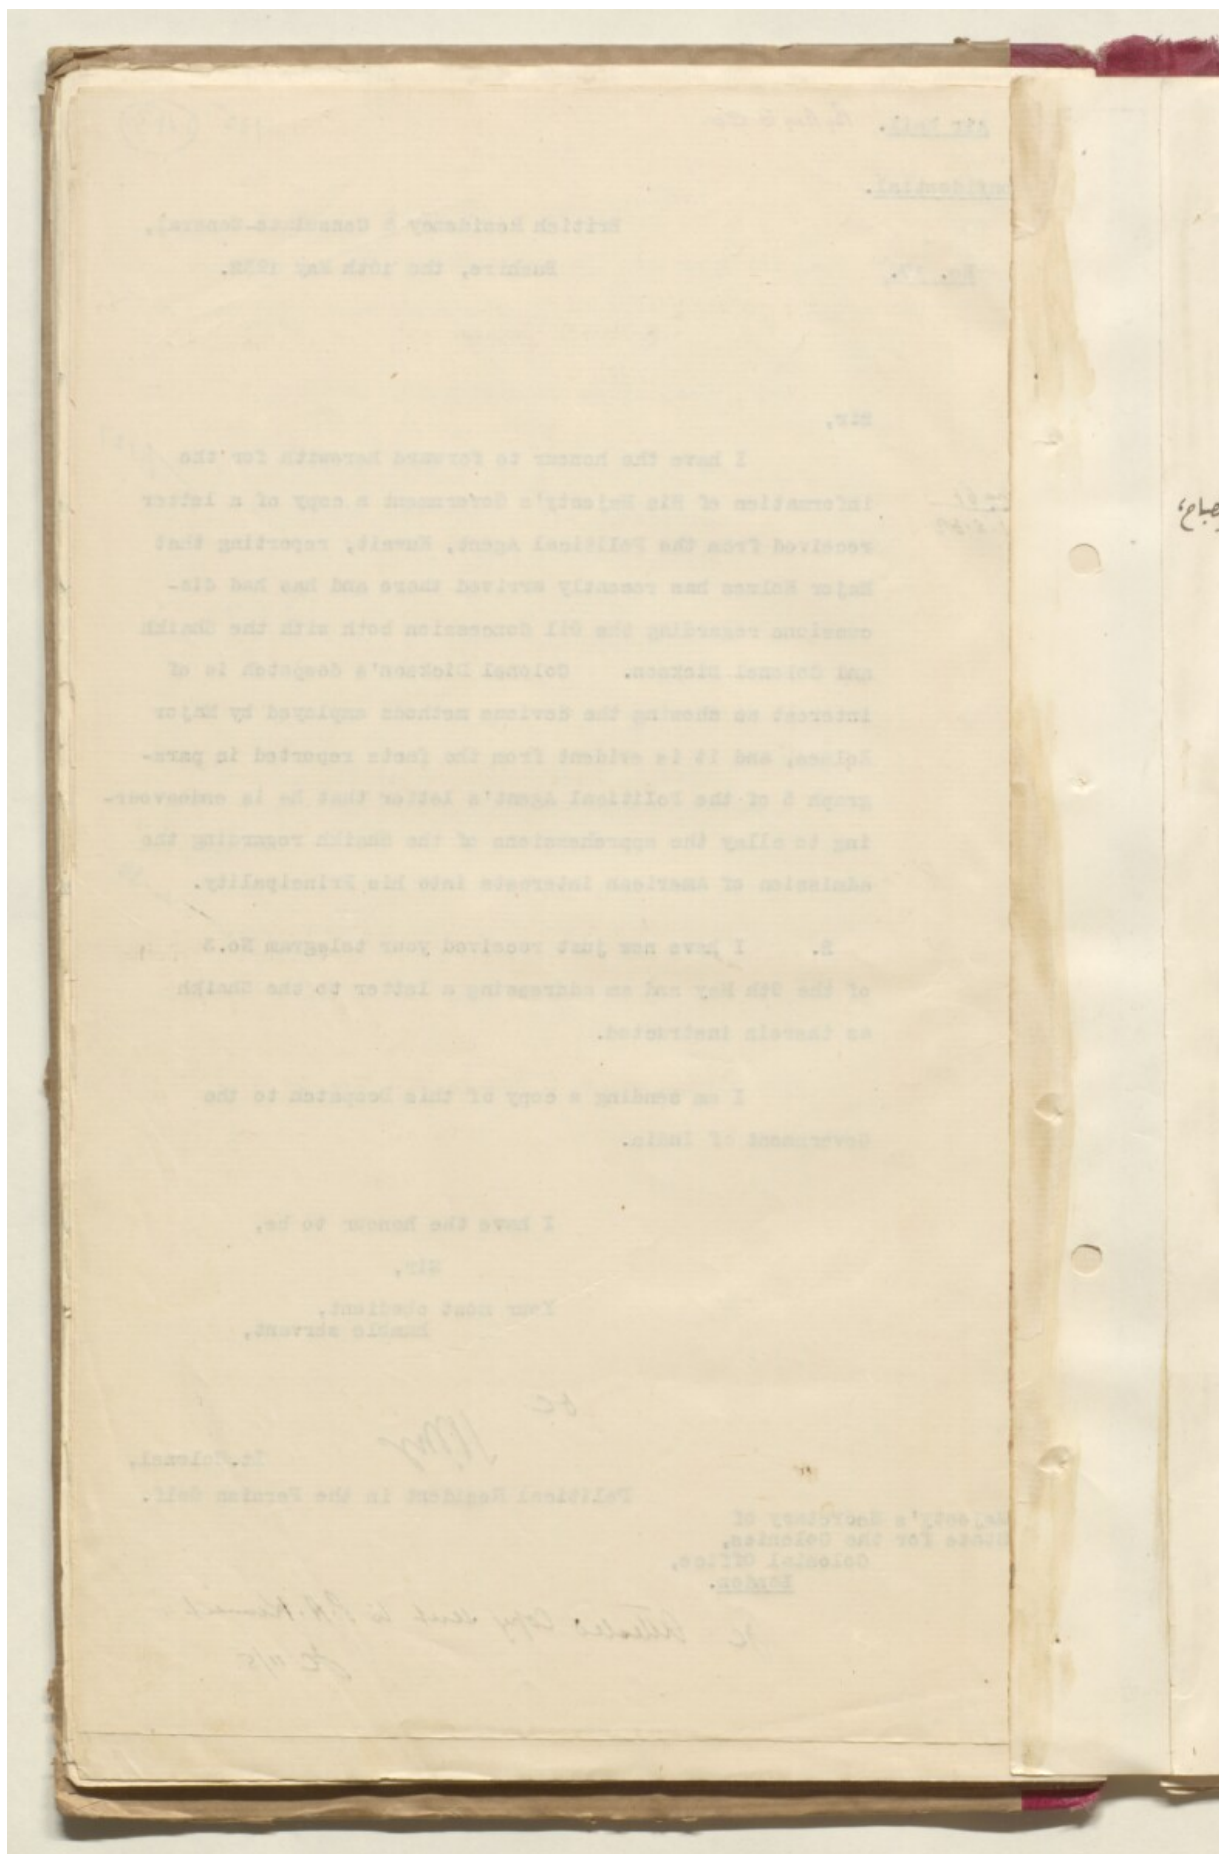 Air Mail.
Confidential.
British Residency & Consulate-General,
Bushire, the 10th May 1932.
No.
Sir,
I have the honour to forward herewith for the
information of His Majesty's Government a copy of a letter
received from the Political Agent, Kuwait, reporting that
Major Holmes has recently arrived there and has had dis-
cussions regarding the Oil Concession both with the Shaikh
and Colonel Dickson. Colonel Dickson's despatch is of
interest as showing the devious methods employed by Major
Holmes, and it is evident from the facts reported in para-
graph 5 of the Political Agent's letter that he is endeavour-
ing to allay the apprehensions of the Shaikh regarding the
admission of American interests into his Principality.
2. I have now just received your telegram No.3
of the 9th May and am addressing a letter to the Shaikh
as therein instructed.
I am sending a copy of this Despatch to the
Government of India.
I have the honour to be,
Sir,
Your most obedient,
humble servant,
Lt.Colonel.
Political Resident in the Persian Gulf.
Majesty's Secretary of
State for the Colonies,
Colonial Office,
London.
copy sent to P.A. Kuwait